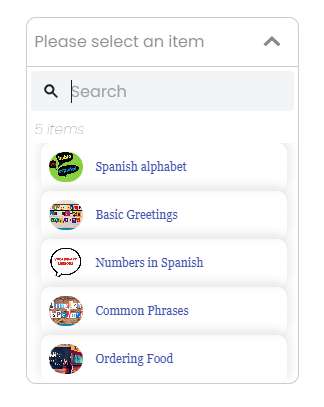 Please select an item
Search
5 items
Spanish alphabet
Basic Greetings
Numbers in Spanish
Common Phrases
Ordering Food